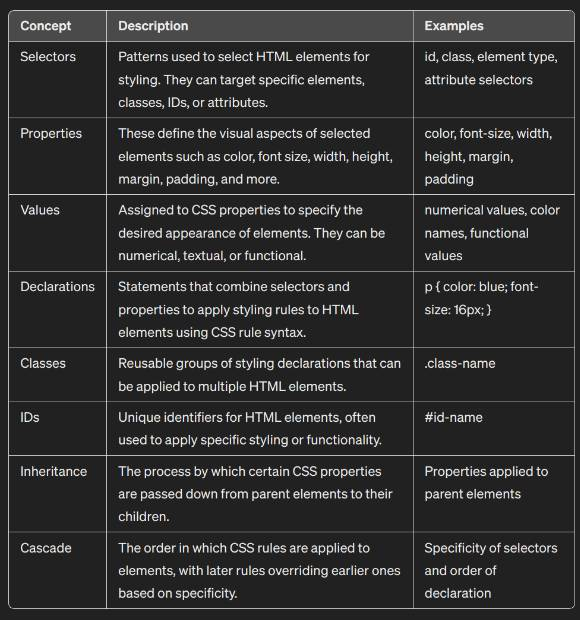 Concept Description Examples
Selectors Patterns used to select HTML elements for id, class, element type,
styling. They can target specific elements, attribute selectors
classes, IDs, or attributes.
Properties These define the visual aspects of selected color, font-size, width,
elements such as color, font size, width, height, height, margin,
margin, padding, and more. padding
Values Assigned to CSS properties to specify the numerical values, color
desired appearance of elements. They can be names, functional
numerical, textual, or functional. values
Declarations Statements that combine selectors and p { color: blue; font-
properties to apply styling rules to HTML size: 16px; }
elements using CSS rule syntax.
Classes Reusable groups of styling declarations that can .class-name
be applied to multiple HTML elements.
IDs Unique identifiers for HTML elements, often #id-name
used to apply specific styling or functionality.
Inheritance The process by which certain CSS properties Properties applied to
are passed down from parent elements to their parent elements
children.
Cascade The order in which CSS rules are applied to Specificity of selectors
elements, with later rules overriding earlier ones and order of
based on specificity. declaration